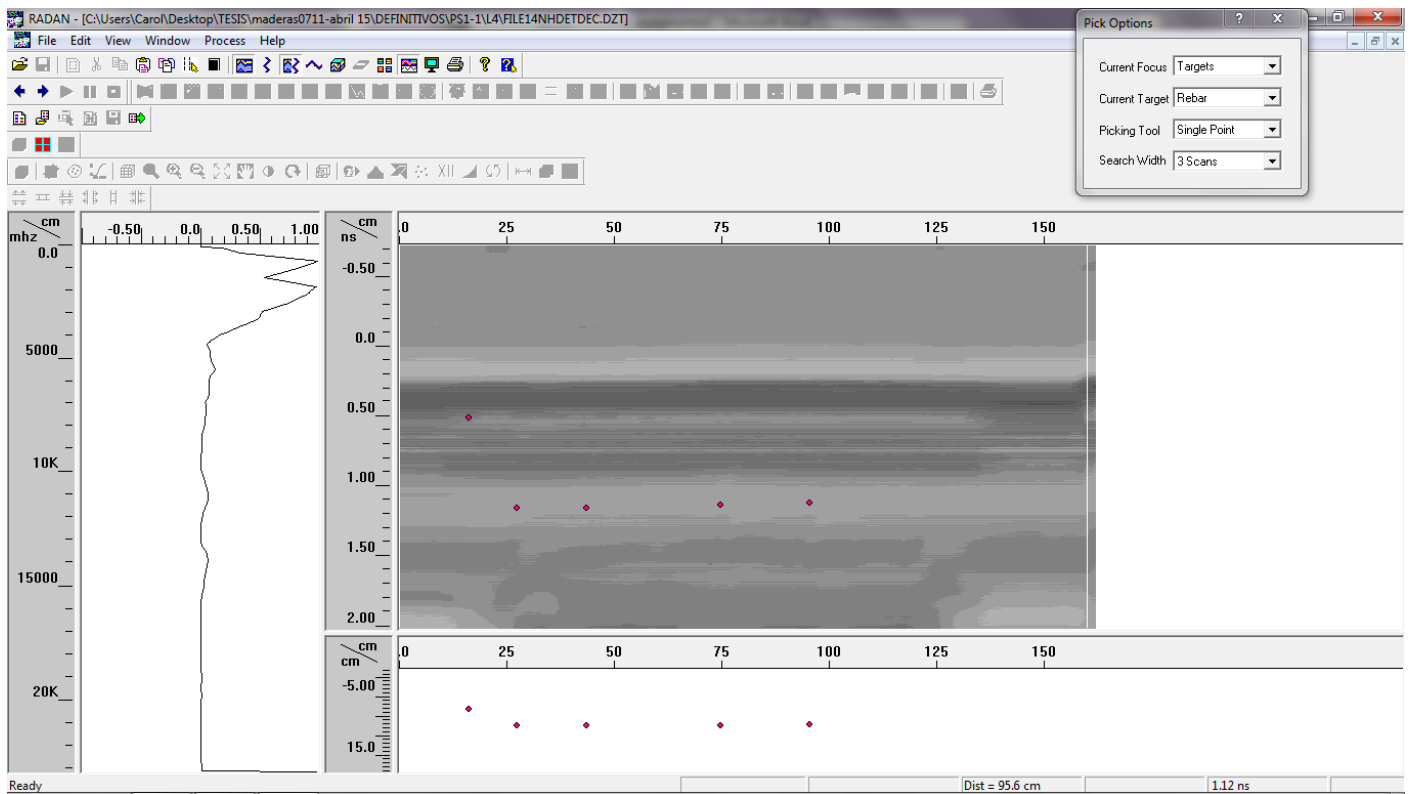 RADAN - [C:\Users\Carol\Desktop\TESIS\maderas0711-abril 15\DEFINITIVOS\PS1-1\L4\FILE14NHDETDEC.DZT]
File Edit View Window Process Help
Pick Options
Current Focus Targets
Current Target Rebar
Picking Tool Single Point
Search Width 3 Scans
cm
mhz
-0.50 0.0 0.50 1.00
cm
ns
.0 25 50 75 100 125 150
0.0
5000
10K
15000
20K
-0.50
0.0
0.50
1.00
1.50
2.00
cm
cm
.0 25 50 75 100 125 150
-5.00
15.0
Ready
Dist = 95.6 cm
1.12 ns